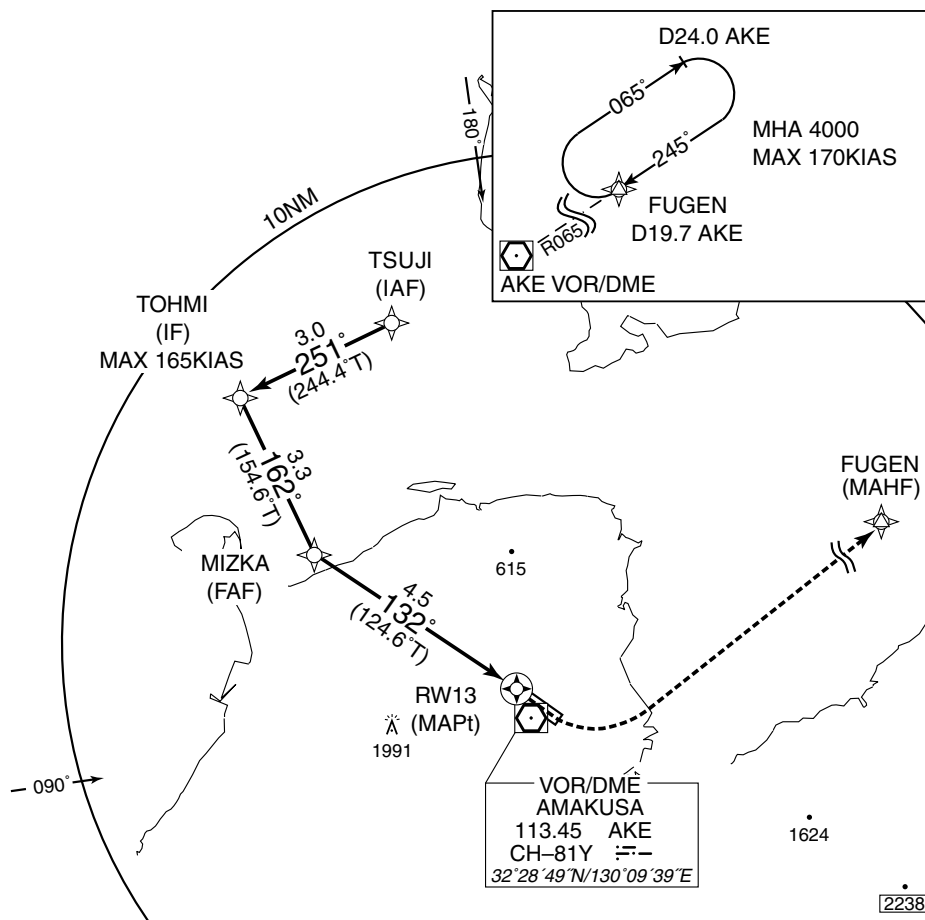 D24.0 AKE
065°
245°
MHA 4000
MAX 170KIAS
FUGEN
D19.7 AKE
R065
AKE VOR/DME
180°
10NM
TSUJI
(IAF)
TOHMI
(IF)
MAX 165KIAS
3.0
251°
(244.4°T)
3.3
162°
(154.6°T)
FUGEN
(MAHF)
MIZKA
(FAF)
615
4.5
132°
(124.6°T)
RW13
(MAPt)
1991
090°
VOR/DME
AMAKUSA
113.45 AKE
CH–81Y
32°28´49˝N/130°09´39˝E
1624
2238